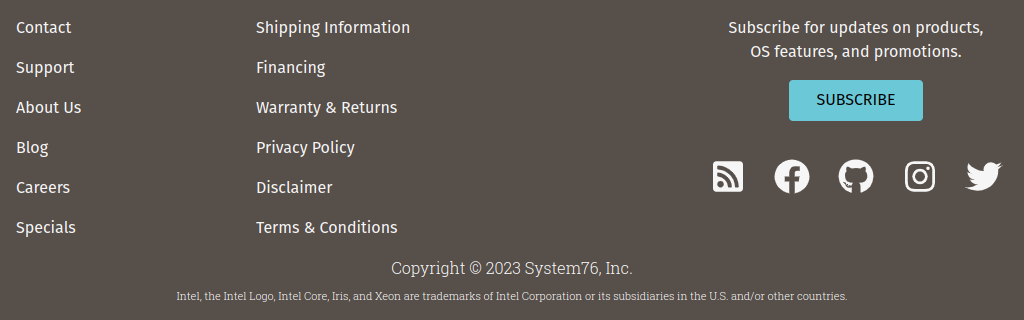 Contact
Support
About Us
Blog
Careers
Specials
Shipping Information
Financing
Warranty & Returns
Privacy Policy
Disclaimer
Terms & Conditions
Subscribe for updates on products,
OS features, and promotions.
SUBSCRIBE
Copyright © 2023 System76, Inc.
Intel, the Intel Logo, Intel Core, Iris, and Xeon are trademarks of Intel Corporation or its subsidiaries in the U.S. and/or other countries.